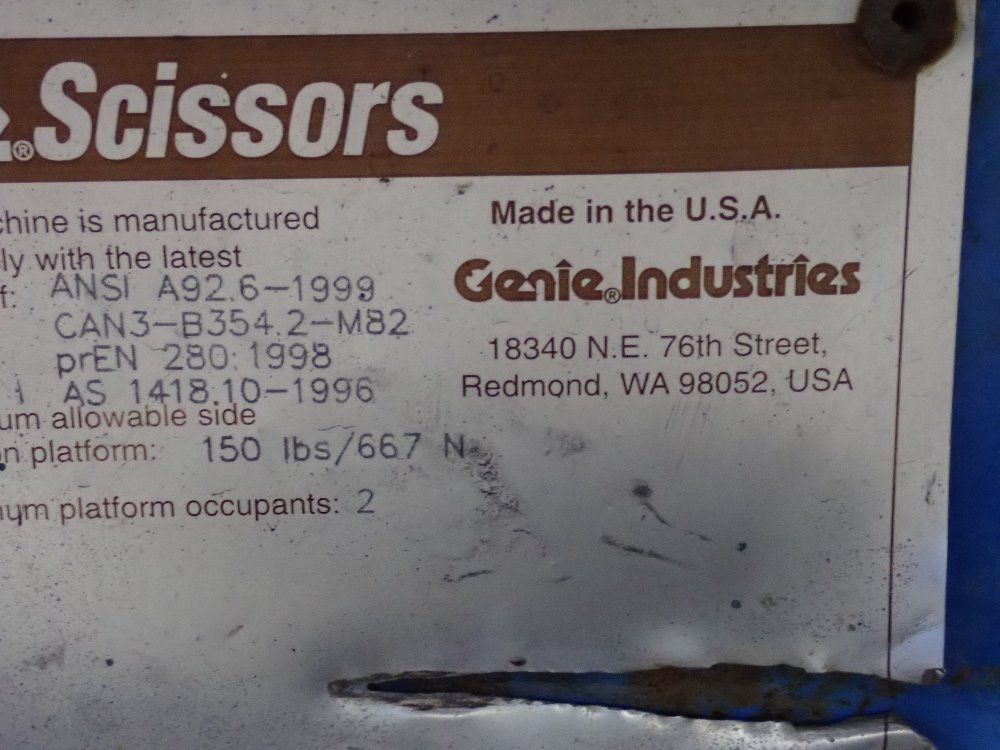 .®Scissors
chine is manufactured
ly with the latest
f: ANSI A92.6-1999
CAN3-B354.2-M82
prEN 280:1998
AS 1418.10-1996
um allowable side
n platform: 150 lbs/667 N
um platform occupants: 2
Made in the U.S.A.
Genie®Industries
18340 N.E. 76th Street,
Redmond, WA 98052, USA